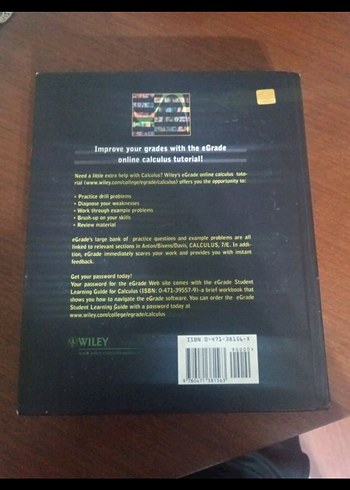 Improve your grades with the eGrade
online calculus tutorial!
Need a little extra help with Calculus? Wiley's eGrade online calculus tuto-
rial (www.wiley.com/college/egrade/calculus) offers you the opportunity to:
• Practice drill problems
• Diagnose your weaknesses
• Work through example problems
• Brush-up on your skills
• Review material
eGrade's large bank of practice questions and example problems are all
linked to relevant sections in Anton/Bivens/Davis, CALCULUS, 7/E. In addi-
tion, eGrade immediately scores your work and provides you with instant
feedback.
Get your password today!
Your password for the eGrade Web site comes with the eGrade Student
Learning Guide for Calculus (ISBN: 0-471-39557-9)-a brief workbook that
shows you how to navigate the eGrade software. You can order the eGrade
Student Learning Guide with a password today at
www.wiley.com/college/egrade/calculus
WILEY
ISBN 0-471-38156-X
90000
9 780471 381563